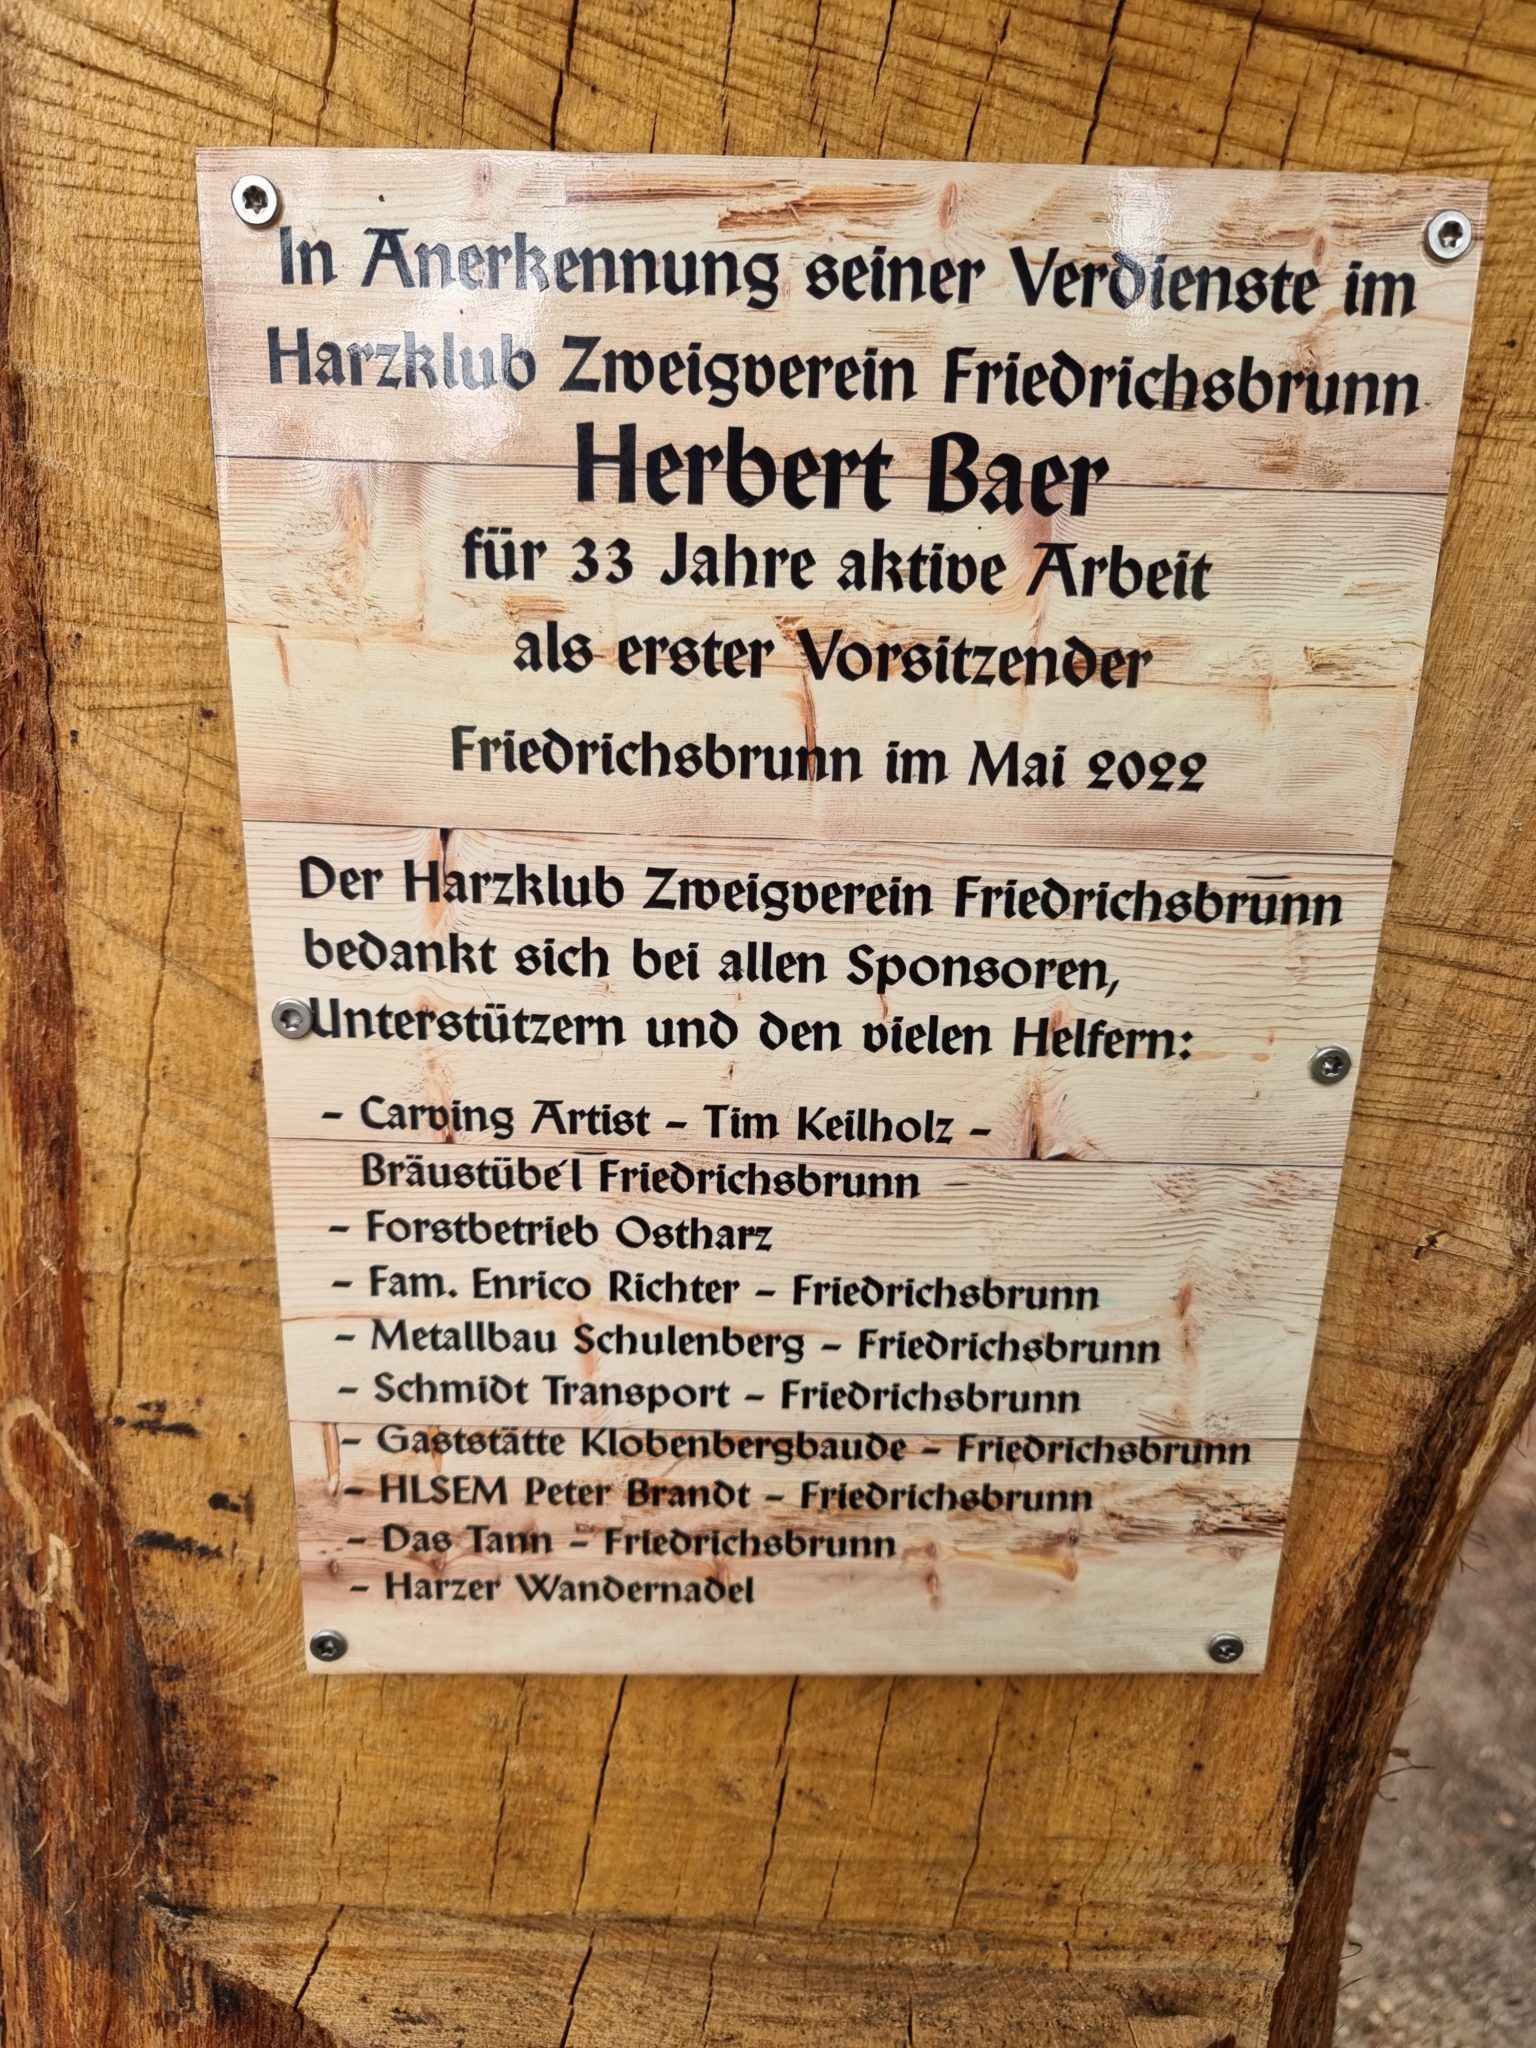 In Anerkennung seiner Verdienste im
Harzklub Zweigverein Friedrichsbrunn
Herbert Baer
für 33 Jahre aktive Arbeit
als erster Vorsitzender
Friedrichsbrunn im Mai 2022
Der Harzklub Zweigverein Friedrichsbrunn
bedankt sich bei allen Sponsoren,
Unterstützern und den vielen Helfern:
- Carving Artist - Tim Keilholz -
Bräustübe´l Friedrichsbrunn
- Forstbetrieb Ostharz
- Fam. Enrico Richter - Friedrichsbrunn
- Metallbau Schulenberg - Friedrichsbrunn
- Schmidt Transport - Friedrichsbrunn
- Gaststätte Klobenbergbaude - Friedrichsbrunn
- HLSEM Peter Brandt - Friedrichsbrunn
- Das Tann - Friedrichsbrunn
- Harzer Wandernadel